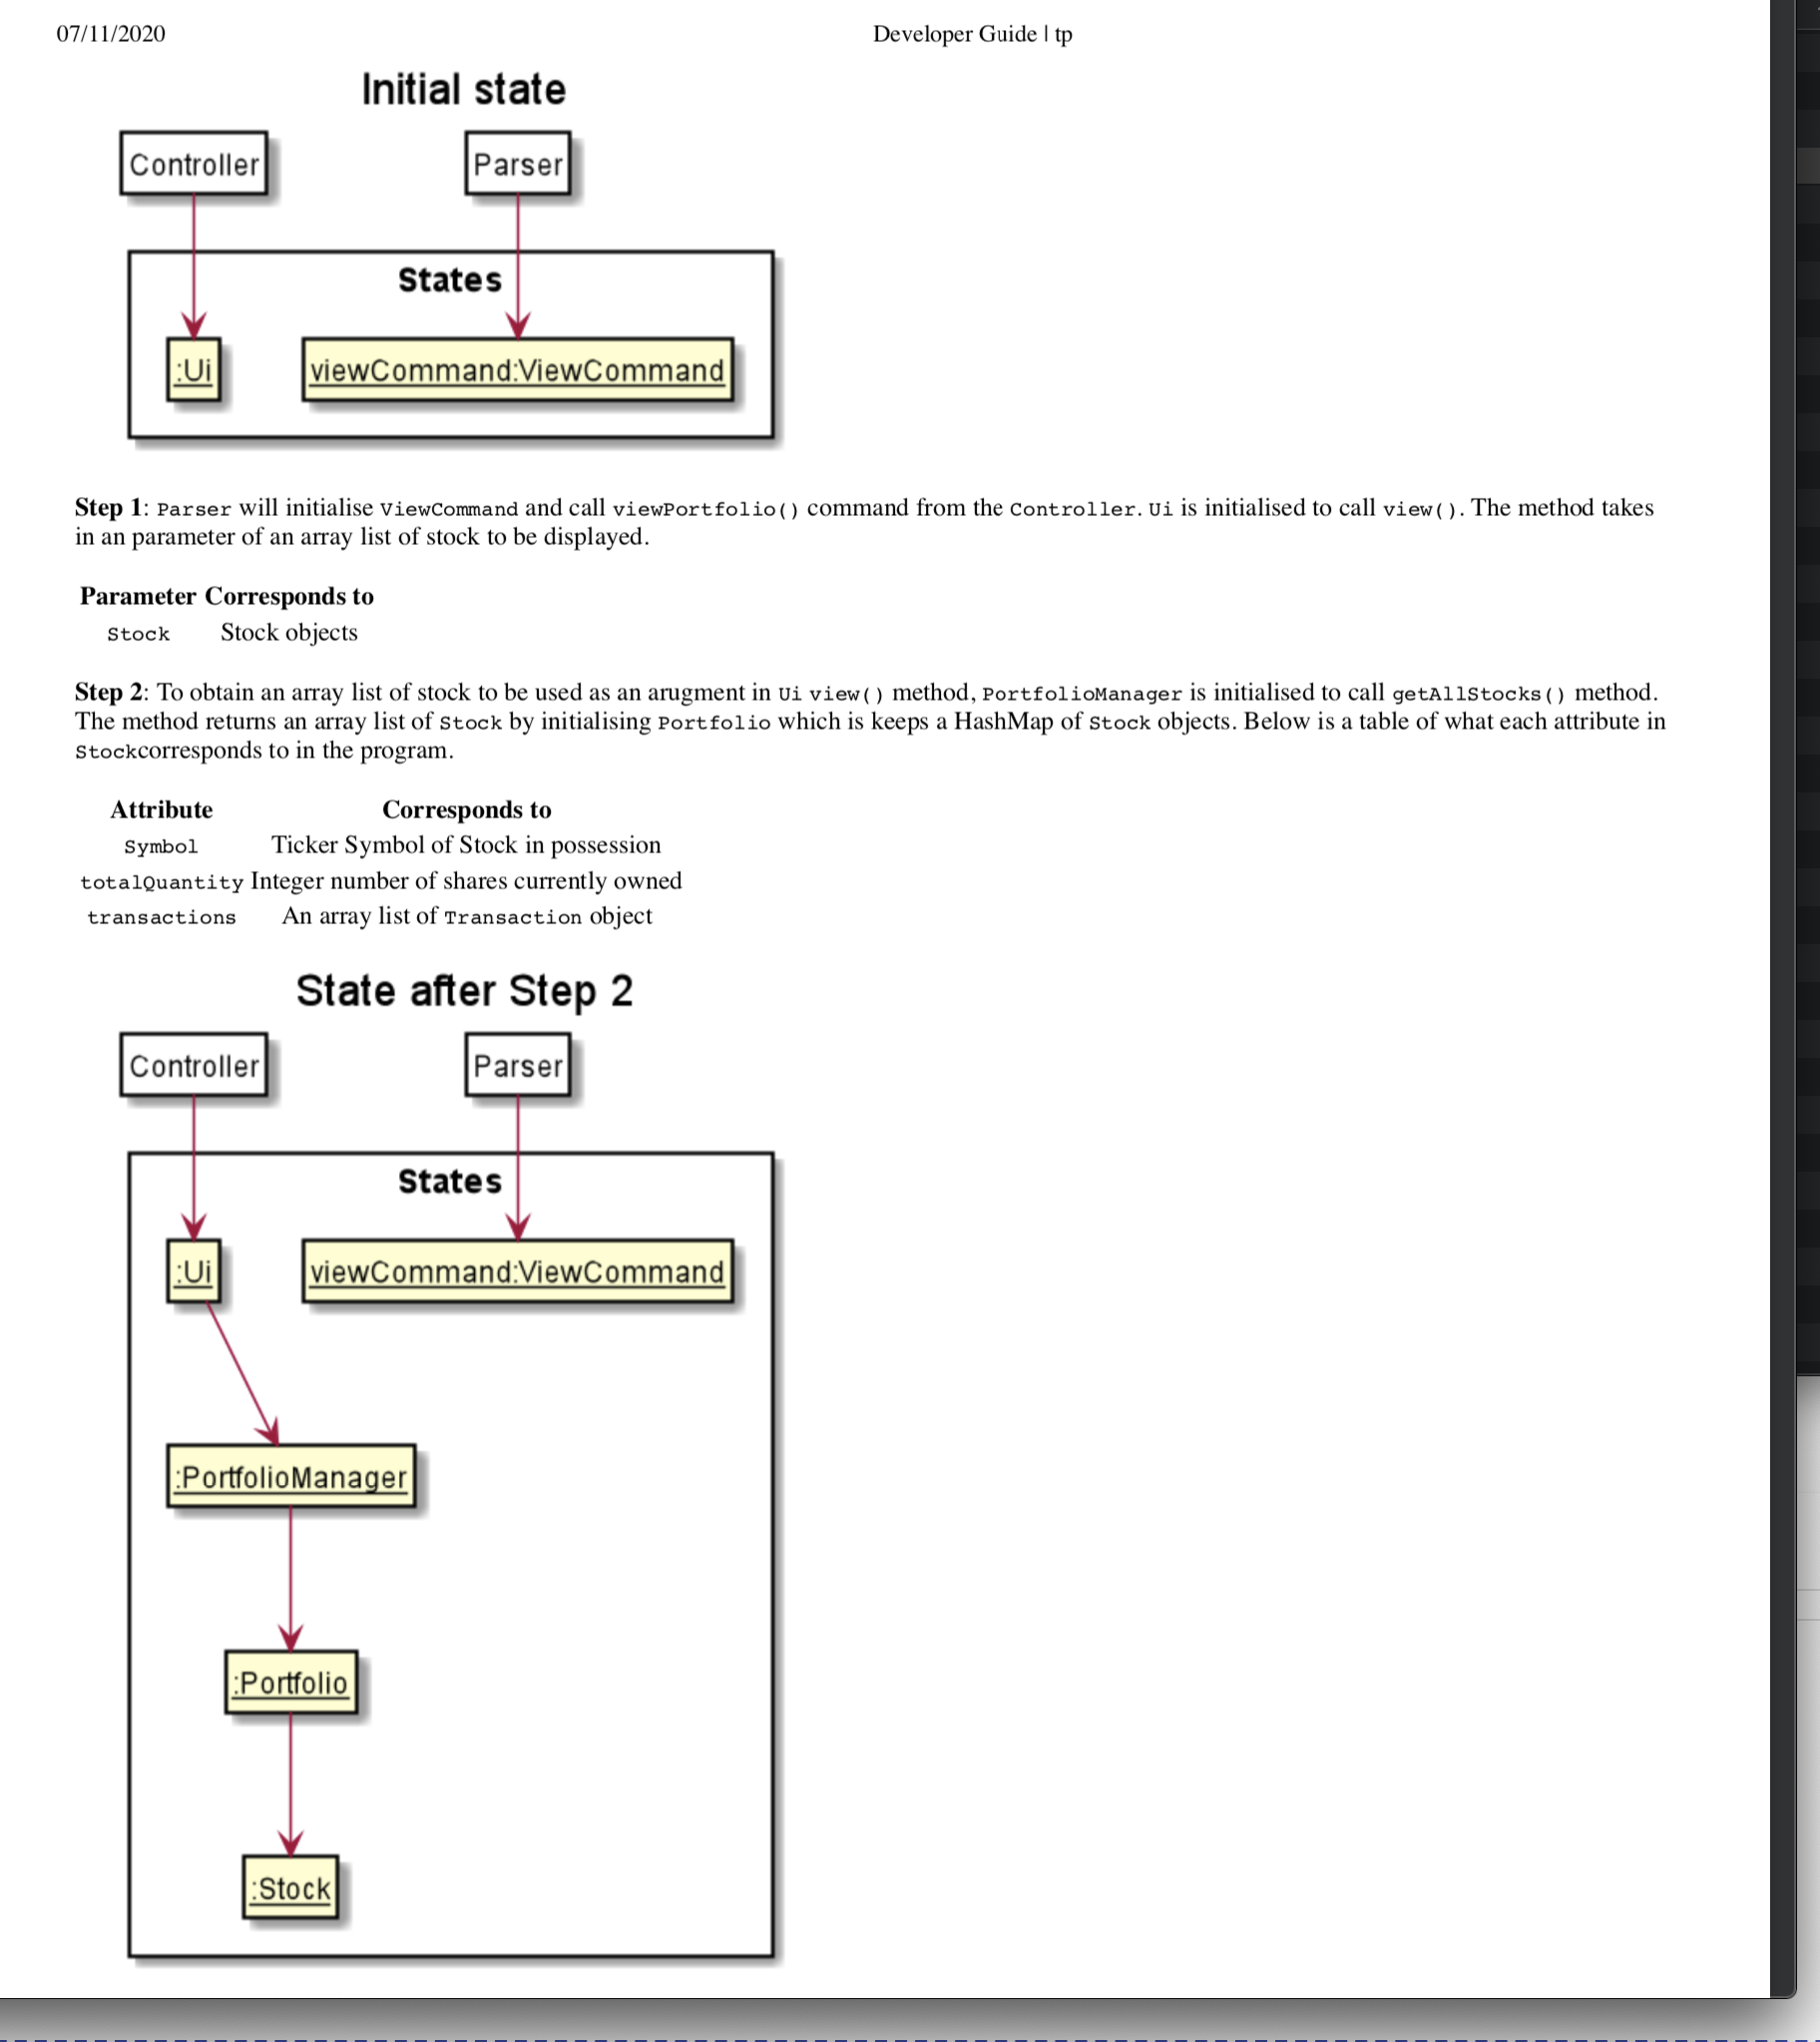 07/11/2020
Developer Guide | tp
Initial state
Controller
Parser
States
:Ui
viewCommand:ViewCommand
Step 1: Parser will initialise ViewCommand and call viewPortfolio() command from the Controller. Ui is initialised to call view(). The method takes
in an parameter of an array list of stock to be displayed.
Parameter Corresponds to
Stock Stock objects
Step 2: To obtain an array list of stock to be used as an arugment in Ui view() method, PortfolioManager is initialised to call getAllStocks() method.
The method returns an array list of Stock by initialising Portfolio which is keeps a HashMap of Stock objects. Below is a table of what each attribute in
Stockcorresponds to in the program.
Attribute Corresponds to
Symbol Ticker Symbol of Stock in possession
totalQuantity Integer number of shares currently owned
transactions An array list of Transaction object
State after Step 2
Controller
Parser
States
:Ui
viewCommand:ViewCommand
:PortfolioManager
:Portfolio
:Stock